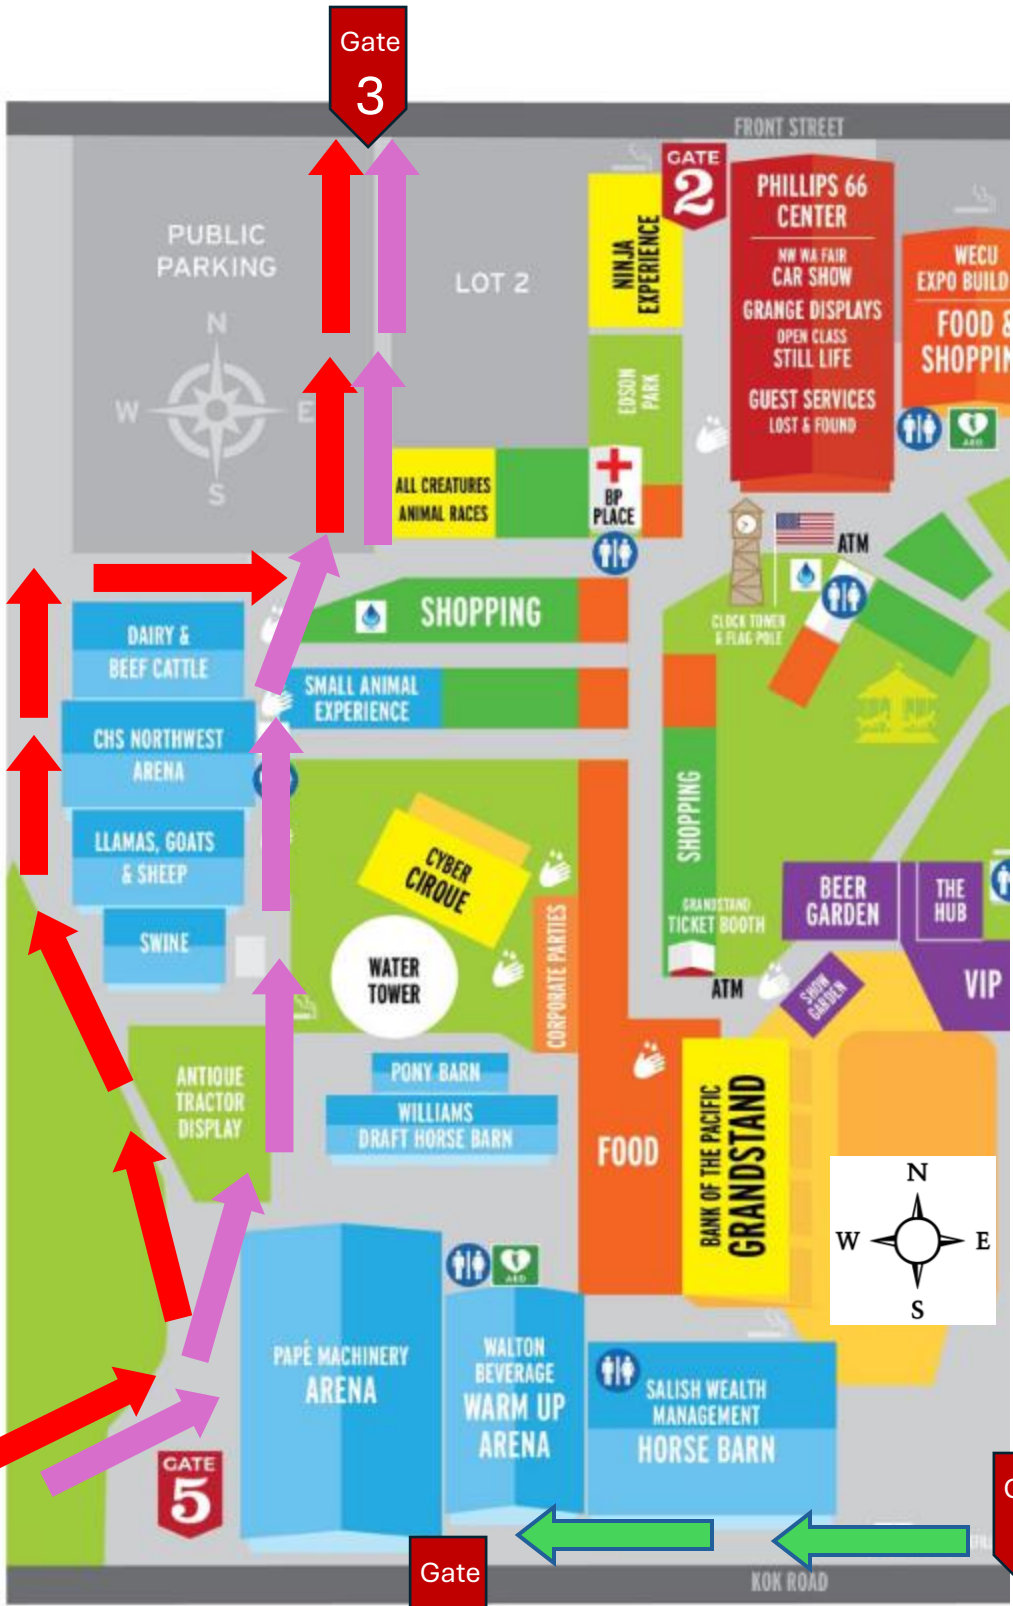 Gate
3
FRONT STREET
GATE
2
PHILLIPS 66
CENTER
NW WA FAIR
CAR SHOW
GRANGE DISPLAYS
OPEN CLASS
STILL LIFE
GUEST SERVICES
LOST & FOUND
WECU
EXPO BUILD
FOOD &
SHOPPIN
AED
PUBLIC
PARKING
N
W
E
S
LOT 2
NINJA
EXPERIENCE
EDSON
PARK
ALL CREATURES
ANIMAL RACES
BP
PLACE
ATM
CLOCK TOWER
& FLAG POLE
SHOPPING
DAIRY &
BEEF CATTLE
SMALL ANIMAL
EXPERIENCE
CHS NORTHWEST
ARENA
LLAMAS, GOATS
& SHEEP
SWINE
CYBER
CIRQUE
WATER
TOWER
CORPORATE PARTIES
SHOPPING
GRANDSTAND
TICKET BOOTH
ATM
BEER
GARDEN
THE
HUB
VIP
SHOW
GARDEN
ANTIQUE
TRACTOR
DISPLAY
PONY BARN
WILLIAMS
DRAFT HORSE BARN
FOOD
BANK OF THE PACIFIC
GRANDSTAND
N
W
E
S
AED
PAPÉ MACHINERY
ARENA
WALTON
BEVERAGE
WARM UP
ARENA
SALISH WEALTH
MANAGEMENT
HORSE BARN
GATE
5
Gate
KOK ROAD